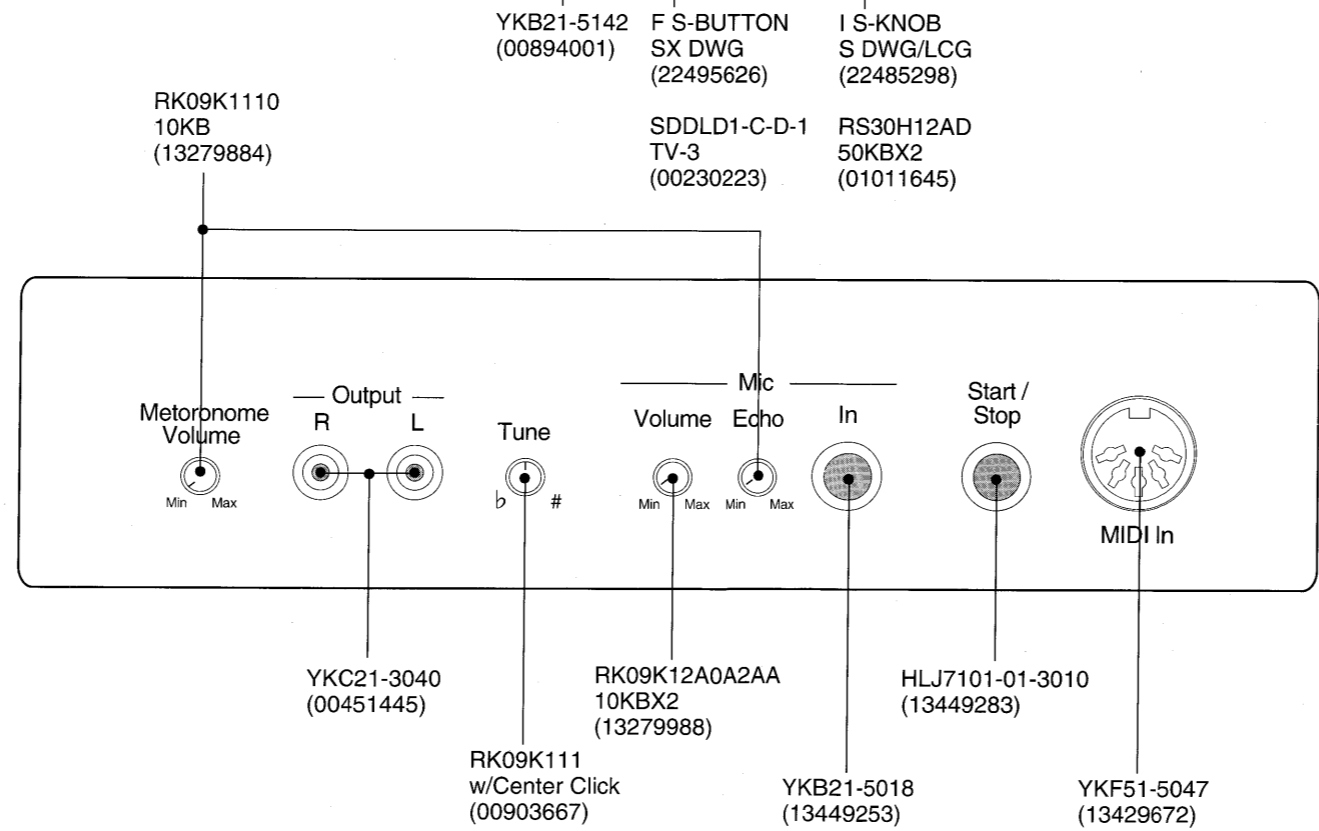 YKB21-5142
(00894001)
F S-BUTTON
SX DWG
(22495626)
I S-KNOB
S DWG/LCG
(22485298)
SDDLD1-C-D-1
TV-3
(00230223)
RS30H12AD
50KBX2
(01011645)
RK09K1110
10KB
(13279884)
Metoronome
Volume
Min Max
Output
R L
Tune
♭ #
Mic
Volume
Min Max
Echo
Min Max
In
Start /
Stop
MIDI In
YKC21-3040
(00451445)
RK09K111
w/Center Click
(00903667)
RK09K12A0A2AA
10KBX2
(13279988)
YKB21-5018
(13449253)
HLJ7101-01-3010
(13449283)
YKF51-5047
(13429672)